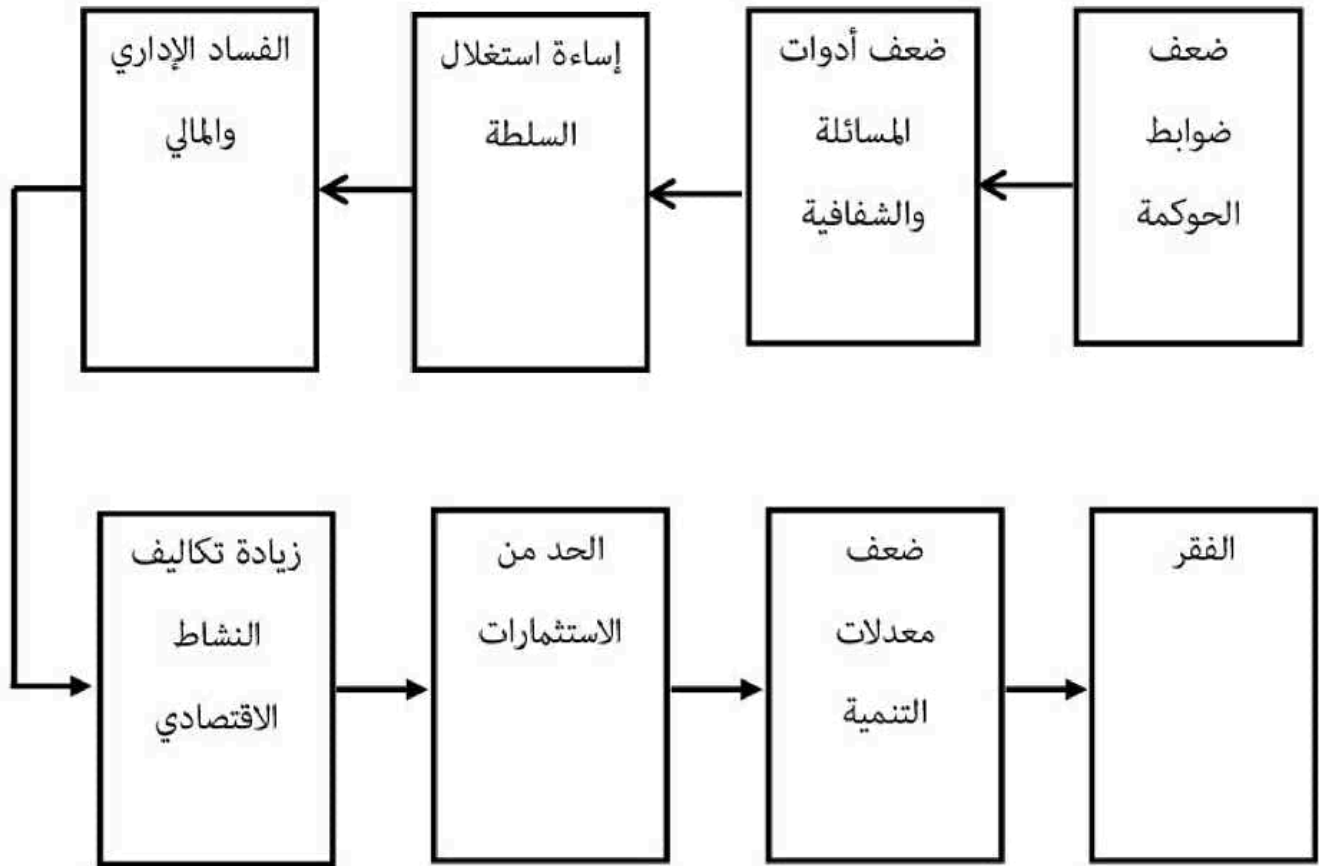 ضعف
ضوابط
الحوكمة
ضعف أدوات
المسائلة
والشفافية
إساءة استغلال
السلطة
الفساد الإداري
والمالي
زيادة تكاليف
النشاط
الاقتصادي
الحد من
الاستثمارات
ضعف
معدلات
التنمية
الفقر